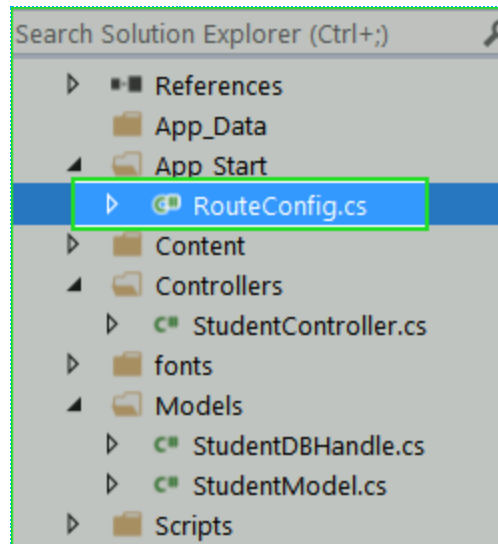 Search Solution Explorer (Ctrl+;)
References
App_Data
App_Start
RouteConfig.cs
Content
Controllers
StudentController.cs
fonts
Models
StudentDBHandle.cs
StudentModel.cs
Scripts